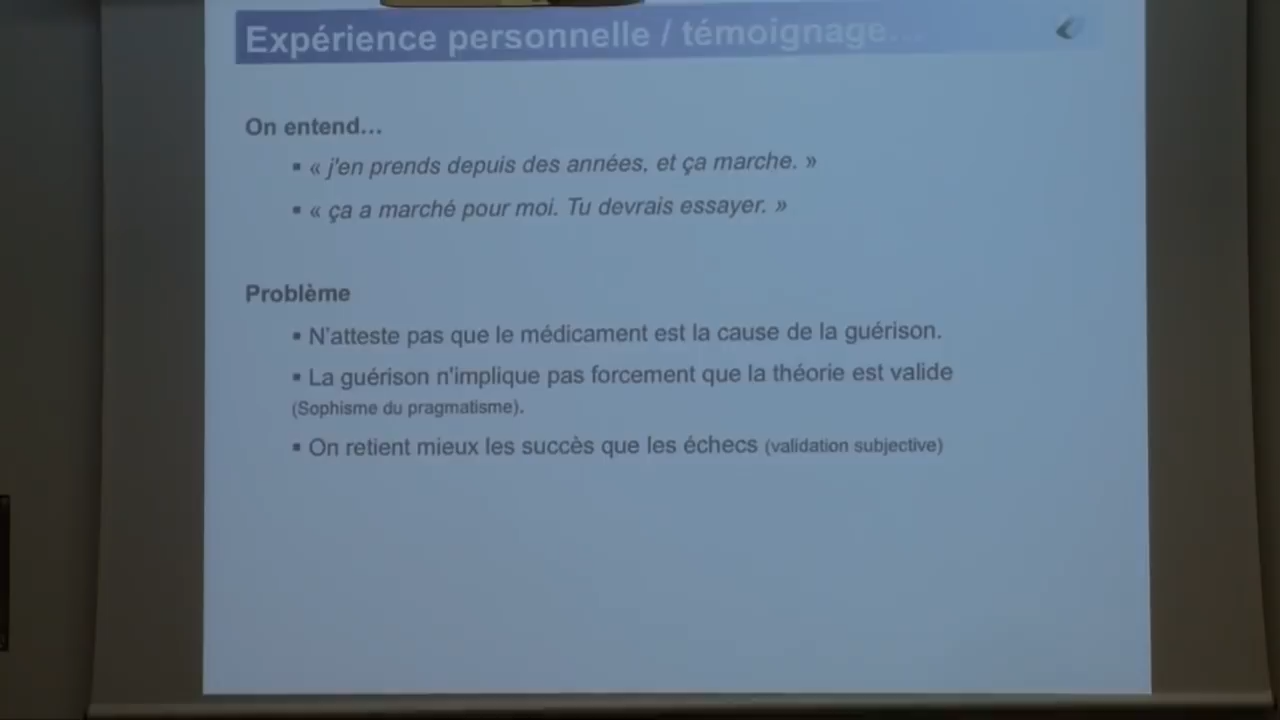 Expérience personnelle / témoignage...
On entend...
▪ « j'en prends depuis des années, et ça marche. »
▪ « ça a marché pour moi. Tu devrais essayer. »
Problème
▪ N'atteste pas que le médicament est la cause de la guérison.
▪ La guérison n'implique pas forcement que la théorie est valide
(Sophisme du pragmatisme).
▪ On retient mieux les succès que les échecs (validation subjective)